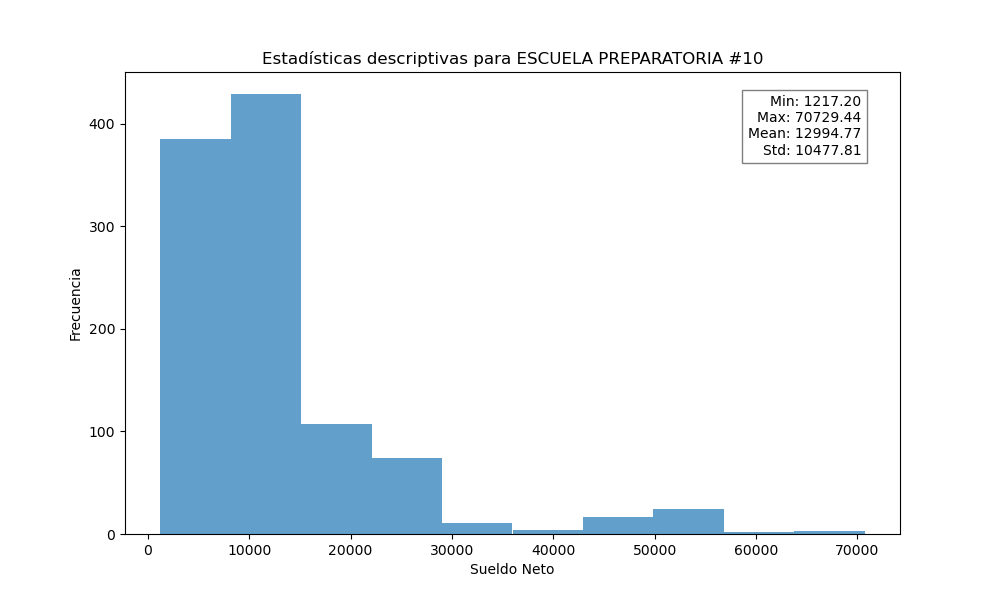 Estadísticas descriptivas para ESCUELA PREPARATORIA #10
Min: 1217.20
Max: 70729.44
Mean: 12994.77
Std: 10477.81
400
300
200
100
0
Frecuencia
0 10000 20000 30000 40000 50000 60000 70000
Sueldo Neto